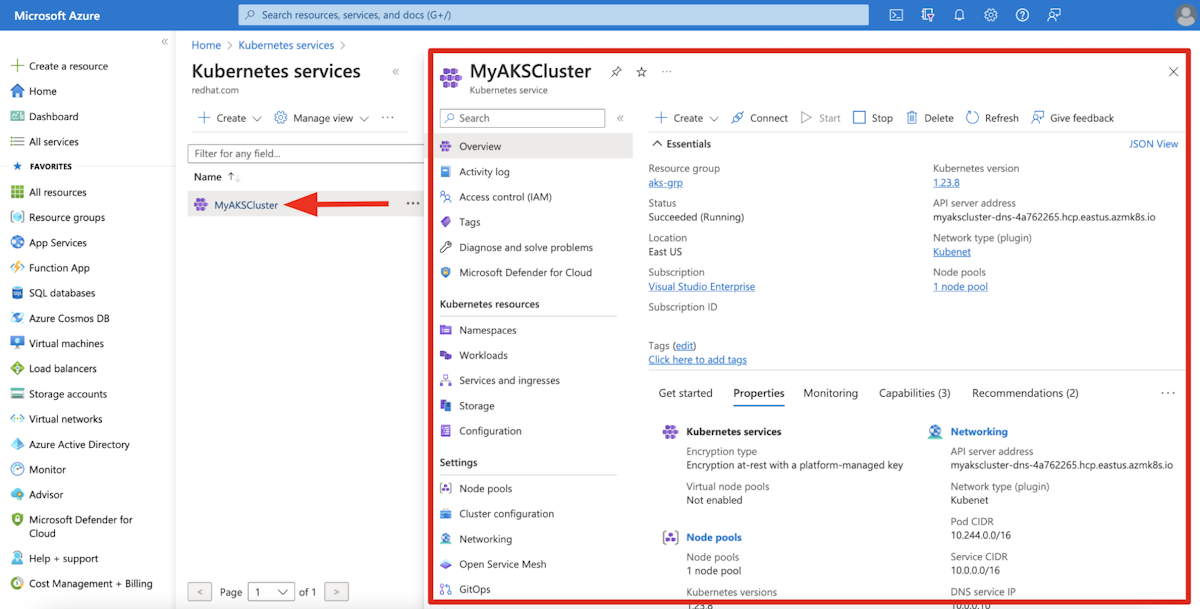 Microsoft Azure
Search resources, services, and docs (G+/)
Create a resource
Home
Dashboard
All services
FAVORITES
All resources
Resource groups
App Services
Function App
SQL databases
Azure Cosmos DB
Virtual machines
Load balancers
Storage accounts
Virtual networks
Azure Active Directory
Monitor
Advisor
Microsoft Defender for
Cloud
Help + support
Cost Management + Billing
Home > Kubernetes services >
Kubernetes services
redhat.com
Create
Manage view
Filter for any field...
Name
MyAKSCluster
< Page 1 of 1 >
MyAKSCluster
Kubernetes service
Search
Overview
Activity log
Access control (IAM)
Tags
Diagnose and solve problems
Microsoft Defender for Cloud
Kubernetes resources
Namespaces
Workloads
Services and ingresses
Storage
Configuration
Settings
Node pools
Cluster configuration
Networking
Open Service Mesh
GitOps
Create Connect Start Stop Delete Refresh Give feedback
Essentials
JSON View
Resource group
aks-grp
Status
Succeeded (Running)
Location
East US
Subscription
Visual Studio Enterprise
Subscription ID
Kubernetes version
1.23.8
API server address
myakscluster-dns-4a762265.hcp.eastus.azmk8s.io
Network type (plugin)
Kubenet
Node pools
1 node pool
Tags (edit)
Click here to add tags
Get started Properties Monitoring Capabilities (3) Recommendations (2)
Kubernetes services
Encryption type
Encryption at-rest with a platform-managed key
Virtual node pools
Not enabled
Node pools
Node pools
1 node pool
Kubernetes versions
1.23.8
Networking
API server address
myakscluster-dns-4a762265.hcp.eastus.azmk8s.io
Network type (plugin)
Kubenet
Pod CIDR
10.244.0.0/16
Service CIDR
10.0.0.0/16
DNS service IP
10.0.0.10